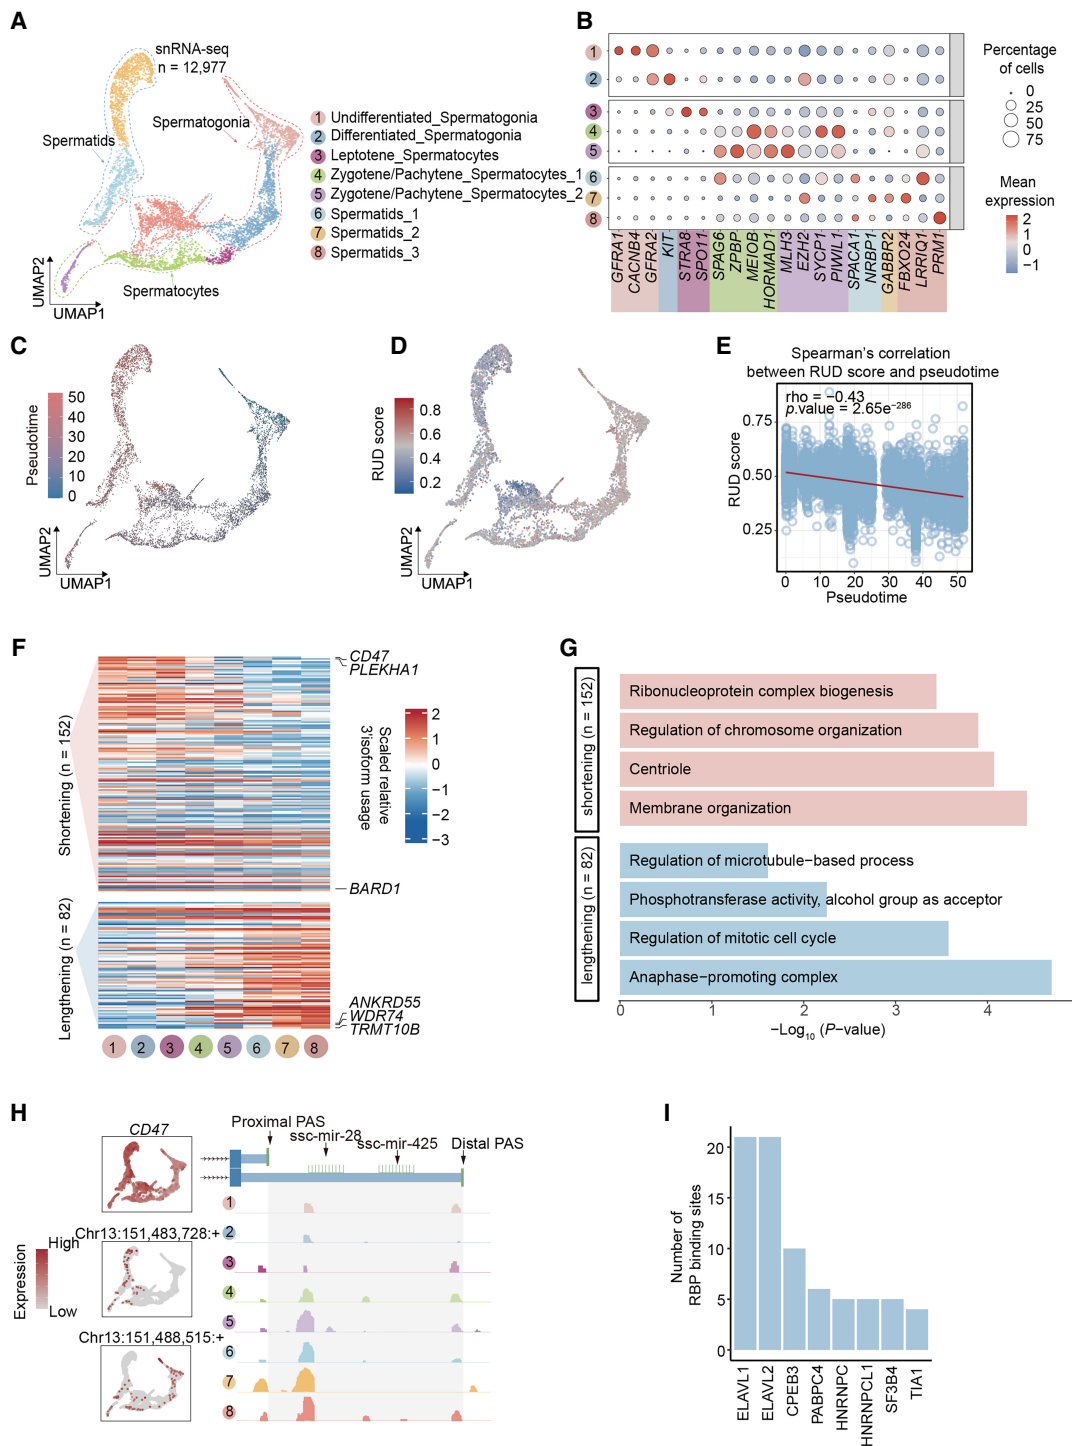 A
snRNA-seq
n = 12,977
Spermatogonia
Spermatids
Spermatocytes
UMAP2
UMAP1
1 Undifferentiated_Spermatogonia
2 Differentiated_Spermatogonia
3 Leptotene_Spermatocytes
4 Zygotene/Pachytene_Spermatocytes_1
5 Zygotene/Pachytene_Spermatocytes_2
6 Spermatids_1
7 Spermatids_2
8 Spermatids_3
B
1
2
3
4
5
6
7
8
GFRA1
CACNB4
GFRA2
KIT
STRA8
SPO11
SPAG6
ZPBP
MEIOB
HORMAD1
MLH3
EZH2
SYCP1
PIWIL1
SPACA1
NRBP1
GABBR2
FBXO24
LRRIQ1
PRM1
Percentage
of cells
0
25
50
75
Mean
expression
2
1
0
−1
C
Pseudotime
50
40
30
20
10
0
UMAP2
UMAP1
D
RUD score
0.8
0.6
0.4
0.2
UMAP2
UMAP1
E
Spearman's correlation
between RUD score and pseudotime
rho = −0.43
p.value = 2.65e−286
RUD score
0.75
0.50
0.25
0 10 20 30 40 50
Pseudotime
F
Shortening (n = 152)
Lengthening (n = 82)
CD47
PLEKHA1
BARD1
ANKRD55
WDR74
TRMT10B
Scaled relative
3'isoform usage
2
1
0
−1
−2
−3
1 2 3 4 5 6 7 8
G
shortening (n = 152)
Ribonucleoprotein complex biogenesis
Regulation of chromosome organization
Centriole
Membrane organization
lengthening (n = 82)
Regulation of microtubule−based process
Phosphotransferase activity, alcohol group as acceptor
Regulation of mitotic cell cycle
Anaphase−promoting complex
0 1 2 3 4
−Log10 (P−value)
H
CD47
Chr13:151,483,728:+
Chr13:151,488,515:+
Expression
High
Low
Proximal PAS
ssc-mir-28
ssc-mir-425
Distal PAS
1
2
3
4
5
6
7
8
I
Number of
RBP binding sites
20
15
10
5
0
ELAVL1
ELAVL2
CPEB3
PABPC4
HNRNPC
HNRNPCL1
SF3B4
TIA1